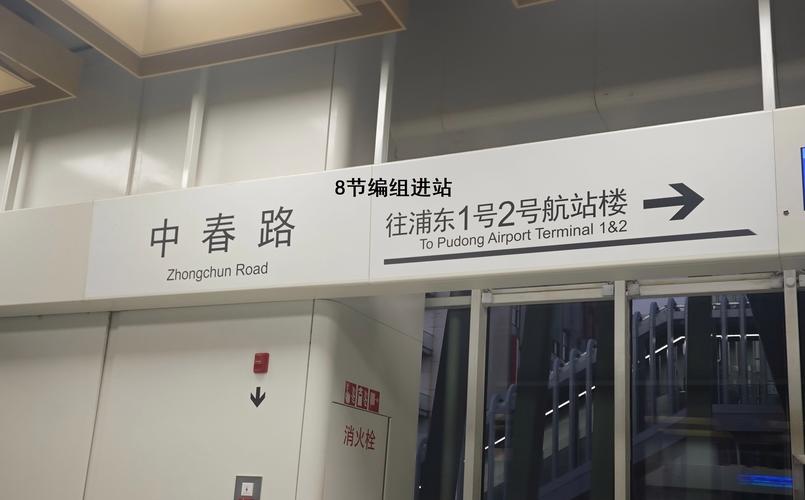 8节编组进站
中春路
Zhongchun Road
往浦东1号2号航站楼
To Pudong Airport Terminal 1&2
消火栓